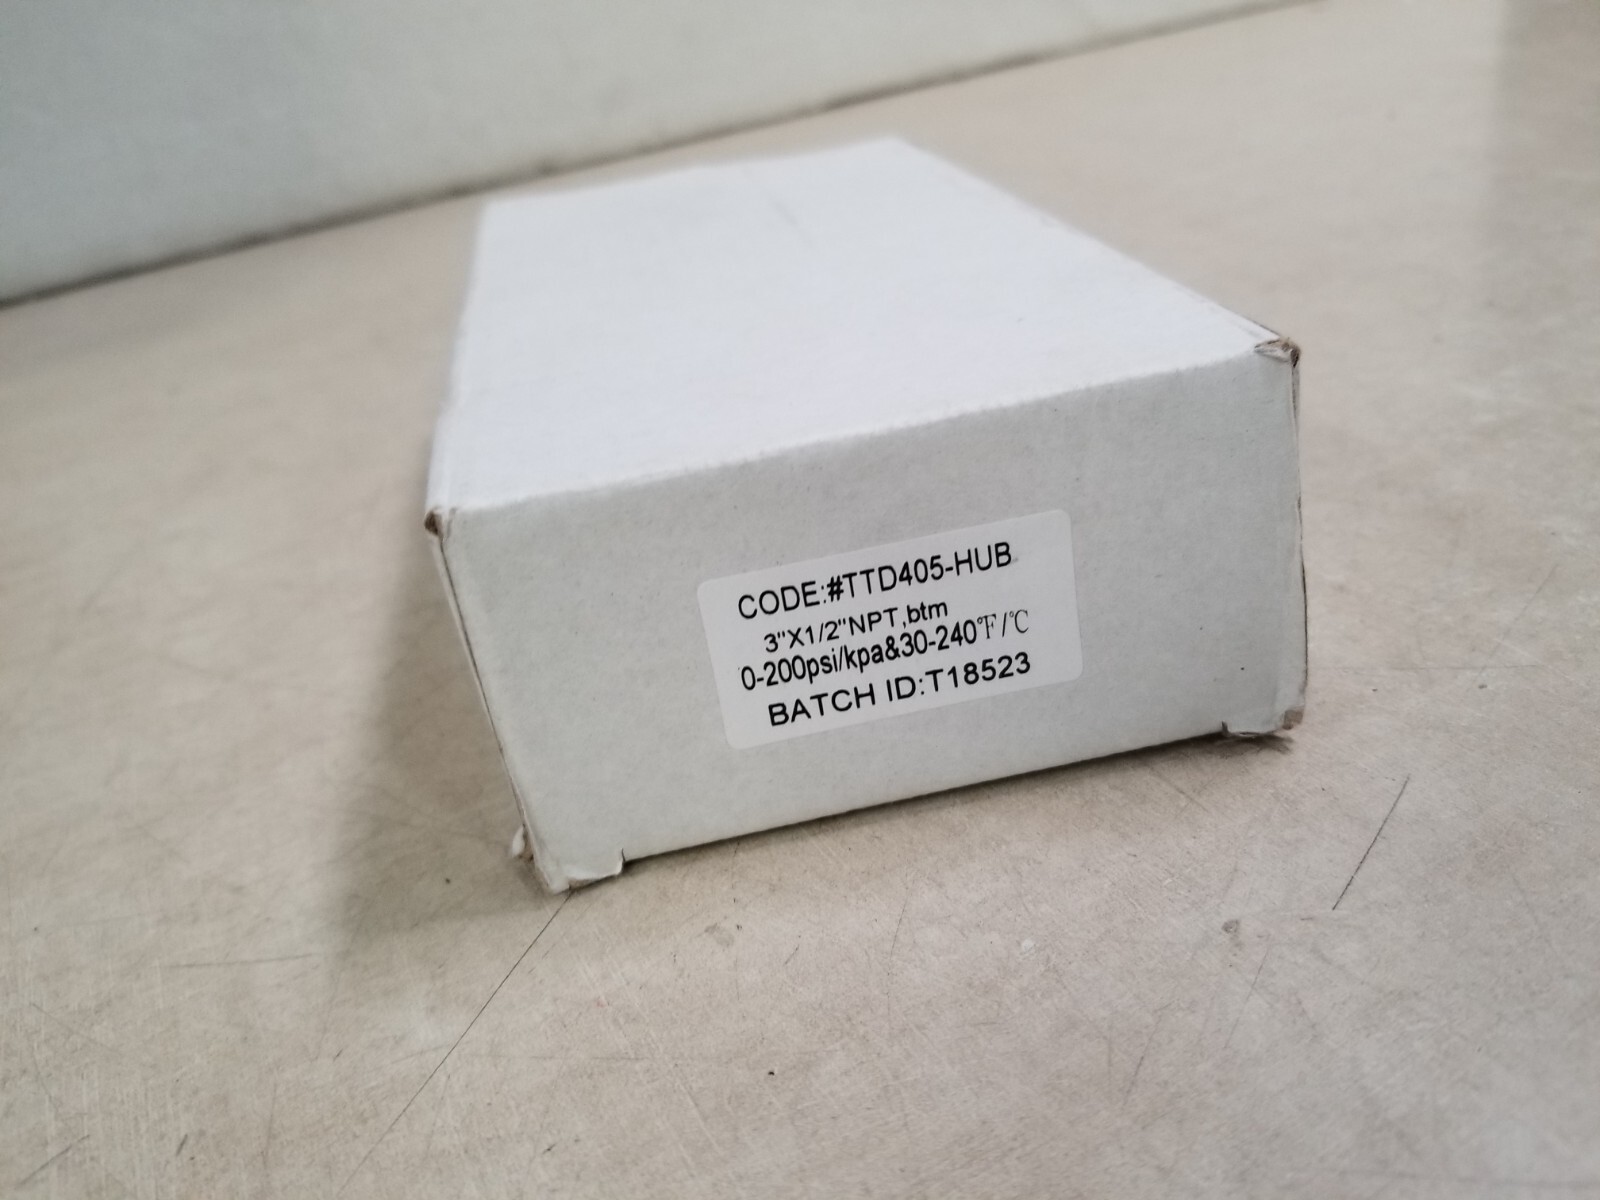 CODE:#TTD405-HUB
3"X1/2"NPT,btm
0-200psi/kpa&30-240℉/℃
BATCH ID:T18523